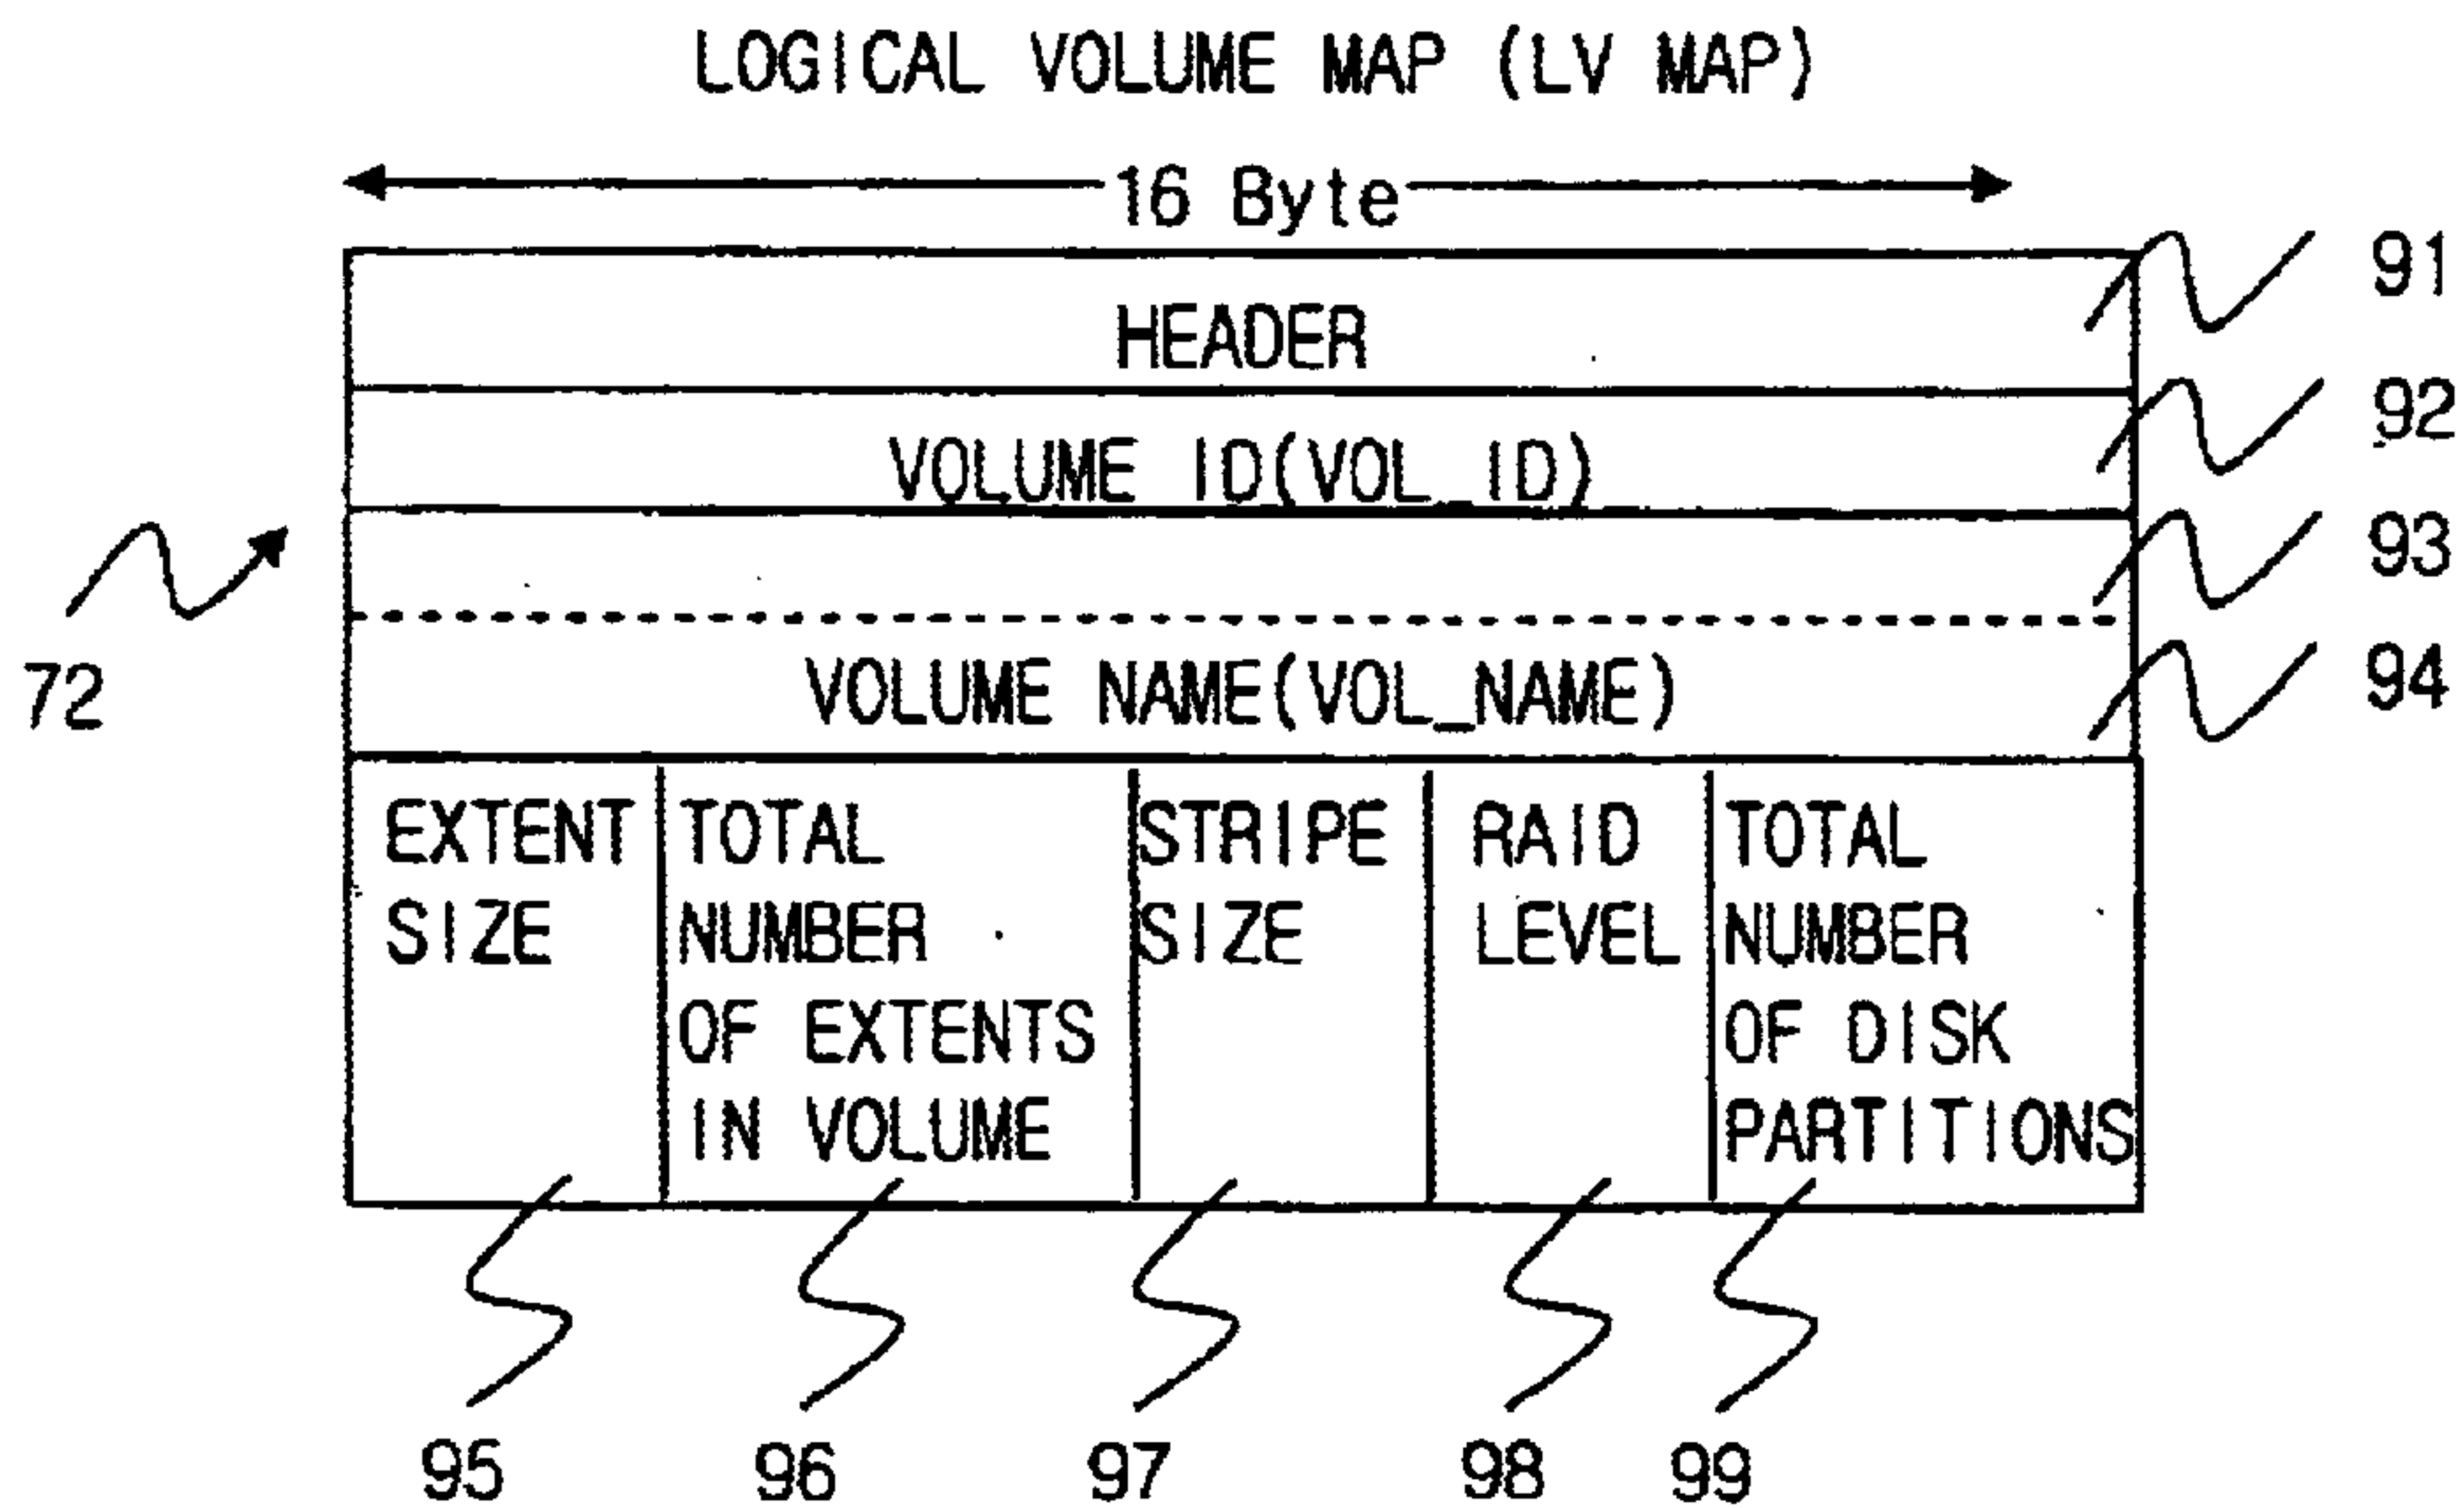 LOGICAL VOLUME MAP (LV MAP)
16 Byte
91
HEADER
92
VOLUME ID(VOL_ID)
93
72
VOLUME NAME(VOL_NAME)
94
EXTENT
SIZE
TOTAL
NUMBER
OF EXTENTS
IN VOLUME
STRIPE
SIZE
RAID
LEVEL
TOTAL
NUMBER
OF DISK
PARTITIONS
95
96
97
98
99